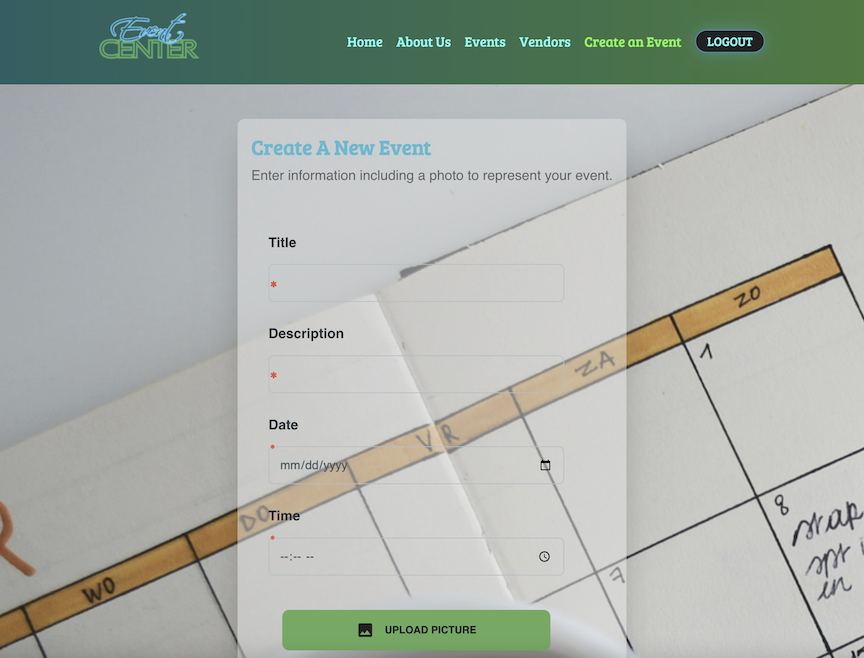 Event
CENTER
Home About Us Events Vendors Create an Event LOGOUT
Create A New Event
Enter information including a photo to represent your event.
Title
*
Description
*
Date
*
mm/dd/yyyy
Time
*
--:-- --
UPLOAD PICTURE
WO
DO
VR
ZA
ZO
1
7
8